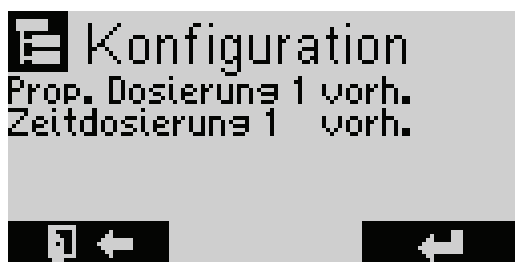 Konfiguration
Prop. Dosierung 1 vorh.
Zeitdosierung 1 vorh.